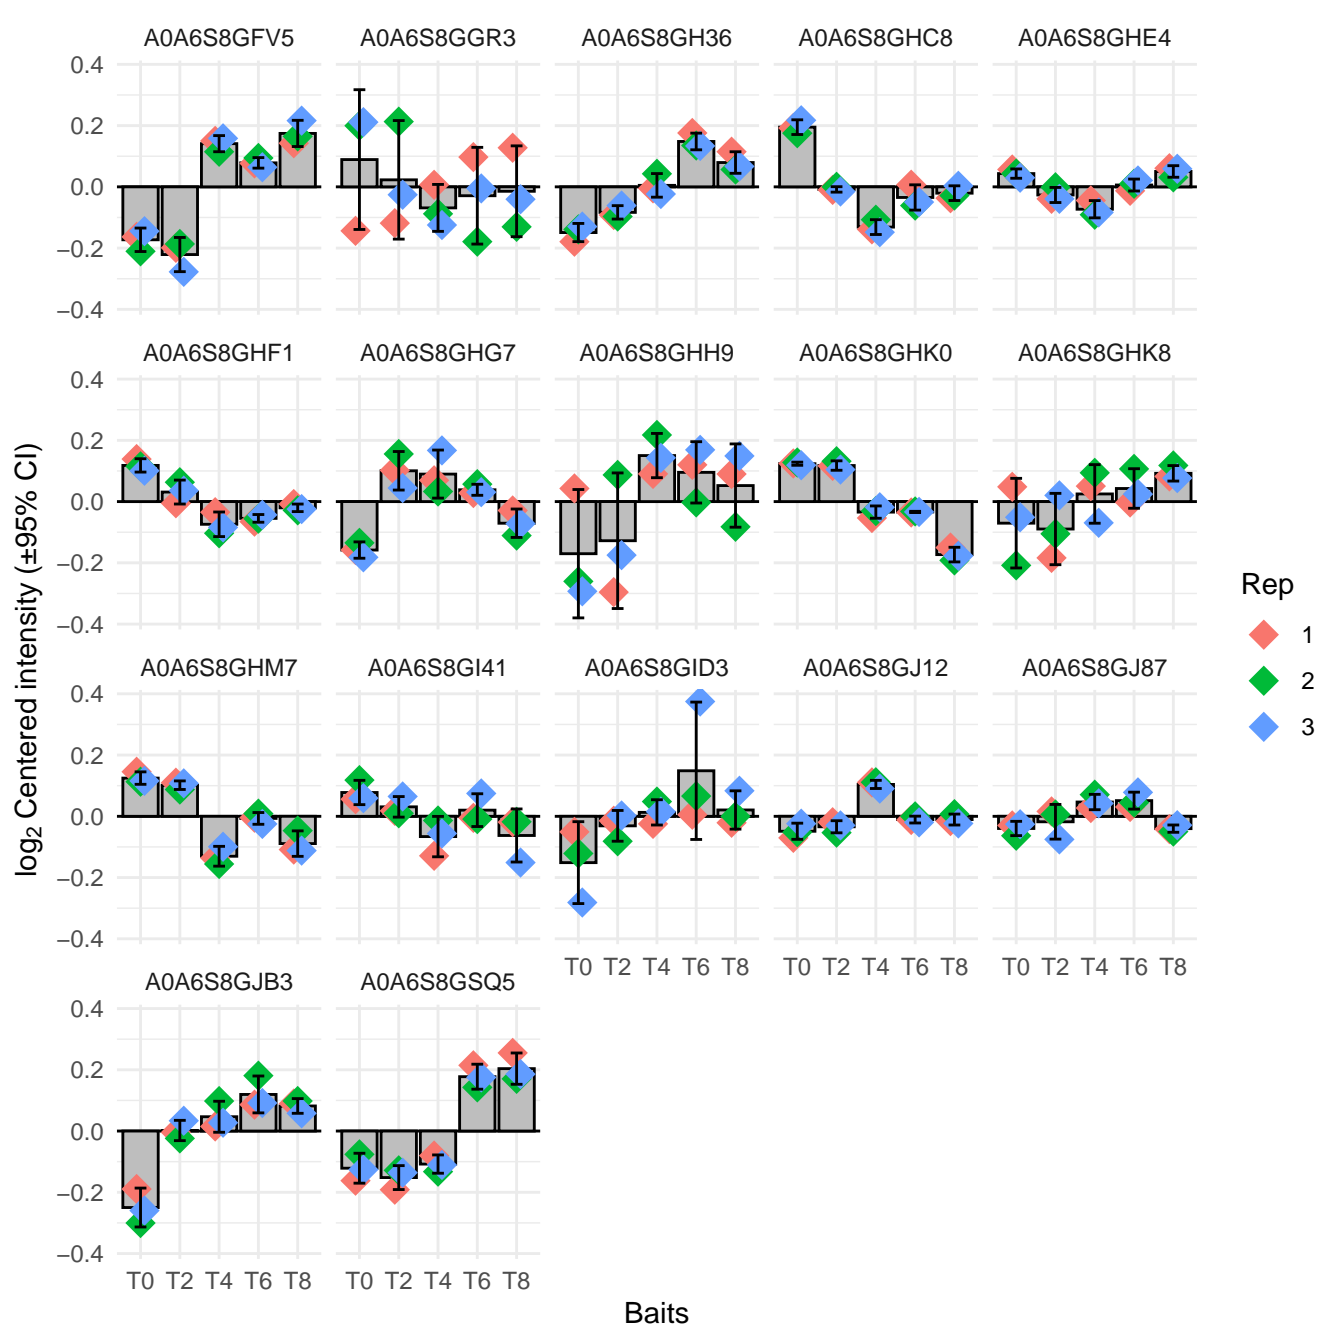 A0A6S8GFV5 A0A6S8GGR3 A0A6S8GH36 A0A6S8GHC8 A0A6S8GHE4
0.4
0.2
0.0
−0.2
−0.4
A0A6S8GHF1 A0A6S8GHG7 A0A6S8GHH9 A0A6S8GHK0 A0A6S8GHK8
0.4
0.2
0.0
−0.2
−0.4
A0A6S8GHM7 A0A6S8GI41 A0A6S8GID3 A0A6S8GJ12 A0A6S8GJ87
0.4
0.2
0.0
−0.2
−0.4
T0 T2 T4 T6 T8 T0 T2 T4 T6 T8 T0 T2 T4 T6 T8
A0A6S8GJB3 A0A6S8GSQ5
0.4
0.2
0.0
−0.2
−0.4
T0 T2 T4 T6 T8 T0 T2 T4 T6 T8
Baits
log2 Centered intensity (±95% CI)
Rep
1
2
3